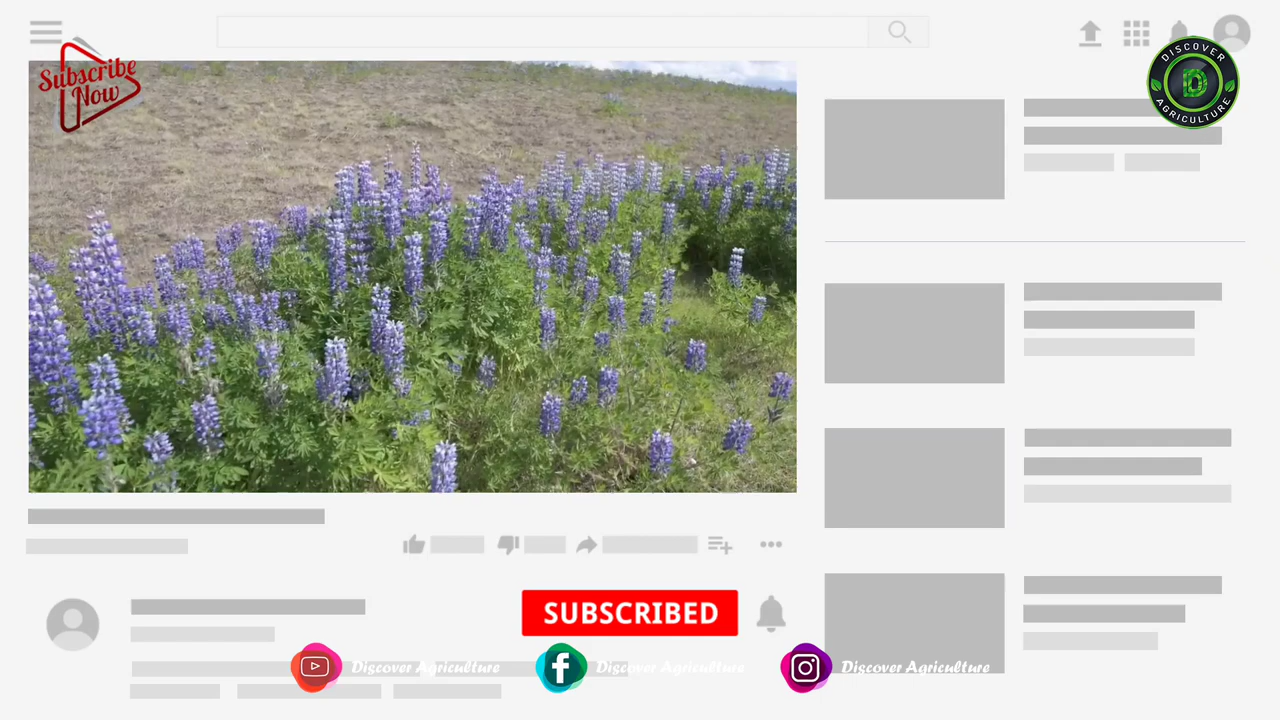 Subscribe
Now
DISCOVER
D
AGRICULTURE
SUBSCRIBED
Discover Agriculture
Discover Agriculture
Discover Agriculture